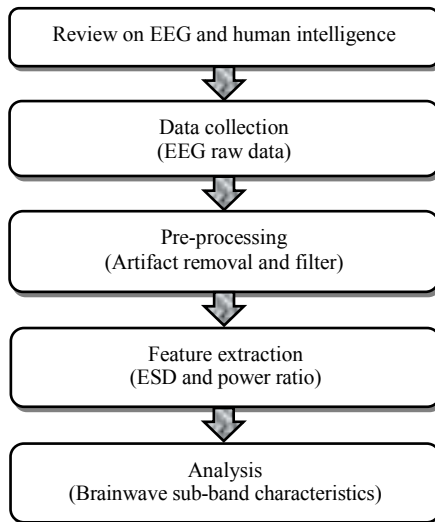 Review on EEG and human intelligence
Data collection
(EEG raw data)
Pre-processing
(Artifact removal and filter)
Feature extraction
(ESD and power ratio)
Analysis
(Brainwave sub-band characteristics)